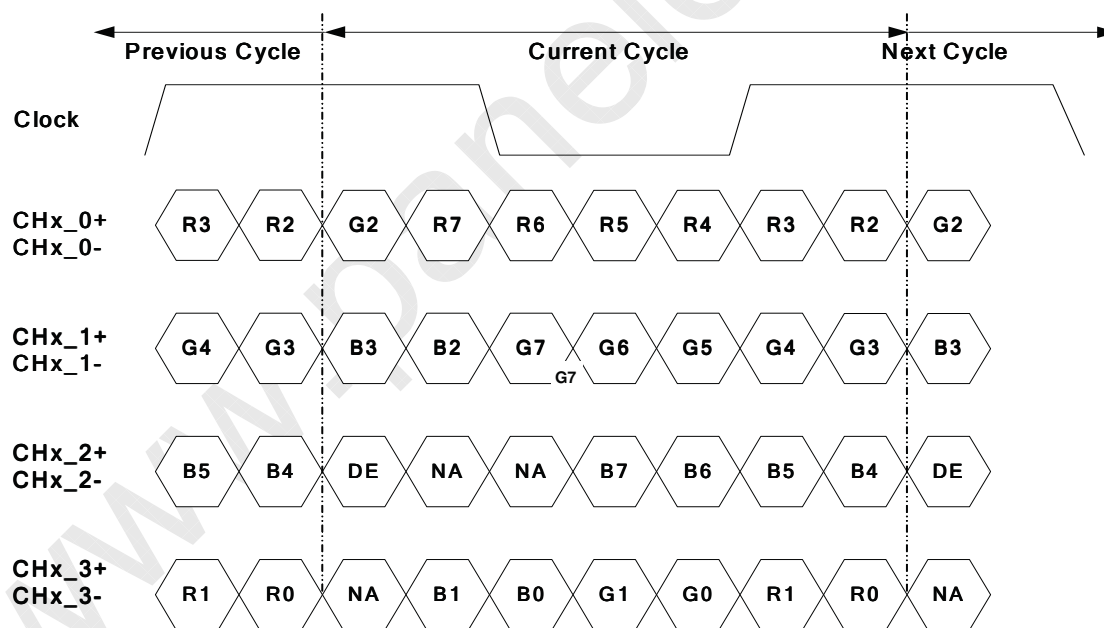 Previous Cycle Current Cycle Next Cycle
Clock
CHx_0+
CHx_0-
R3 R2 G2 R7 R6 R5 R4 R3 R2 G2
CHx_1+
CHx_1-
G4 G3 B3 B2 G7 G6 G5 G4 G3 B3
G7
CHx_2+
CHx_2-
B5 B4 DE NA NA B7 B6 B5 B4 DE
CHx_3+
CHx_3-
R1 R0 NA B1 B0 G1 G0 R1 R0 NA
www.panel